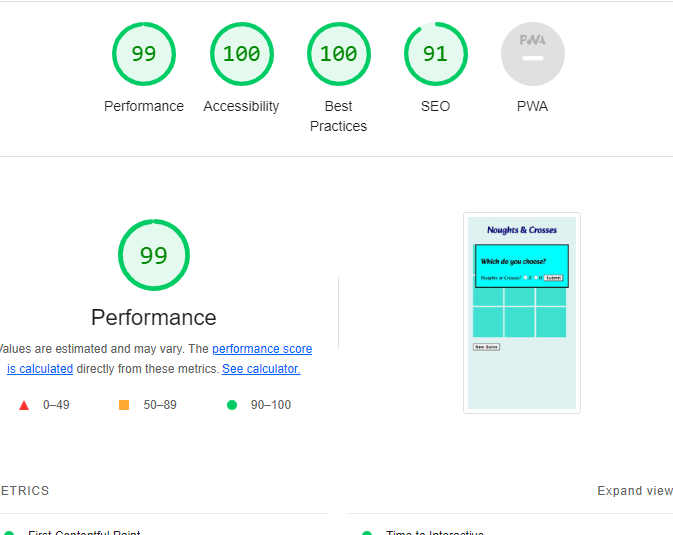 99
100
100
91
PWA
Performance
Accessibility
Best
Practices
SEO
PWA
99
Performance
Values are estimated and may vary. The performance score
is calculated directly from these metrics. See calculator.
0–49
50–89
90–100
Noughts & Crosses
Which do you choose?
Noughts or Crosses? X O Submit
New Game
ETRICS
Expand view
First Contentful Paint
Time to Interactive